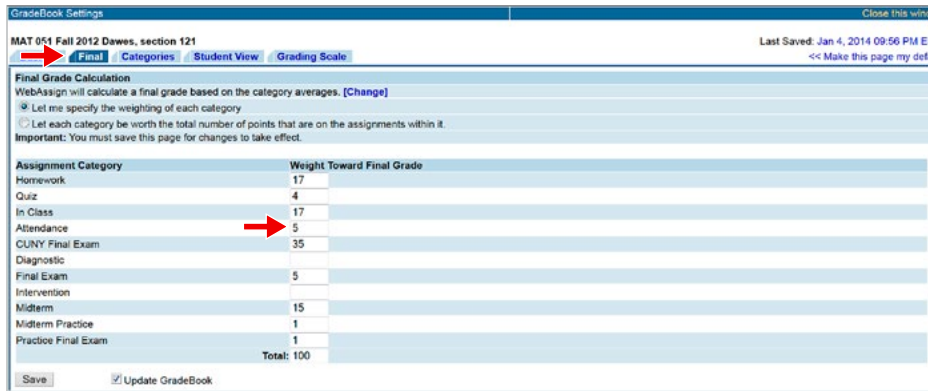 GradeBook Settings Close this wind
MAT 051 Fall 2012 Dawes, section 121 Last Saved: Jan 4, 2014 09:56 PM E
Final Categories Student View Grading Scale << Make this page my def
Final Grade Calculation
WebAssign will calculate a final grade based on the category averages. [Change]
Let me specify the weighting of each category
Let each category be worth the total number of points that are on the assignments within it.
Important: You must save this page for changes to take effect.
Assignment Category Weight Toward Final Grade
Homework 17
Quiz 4
In Class 17
Attendance 5
CUNY Final Exam 35
Diagnostic
Final Exam 5
Intervention
Midterm 15
Midterm Practice 1
Practice Final Exam 1
Total: 100
Save Update GradeBook